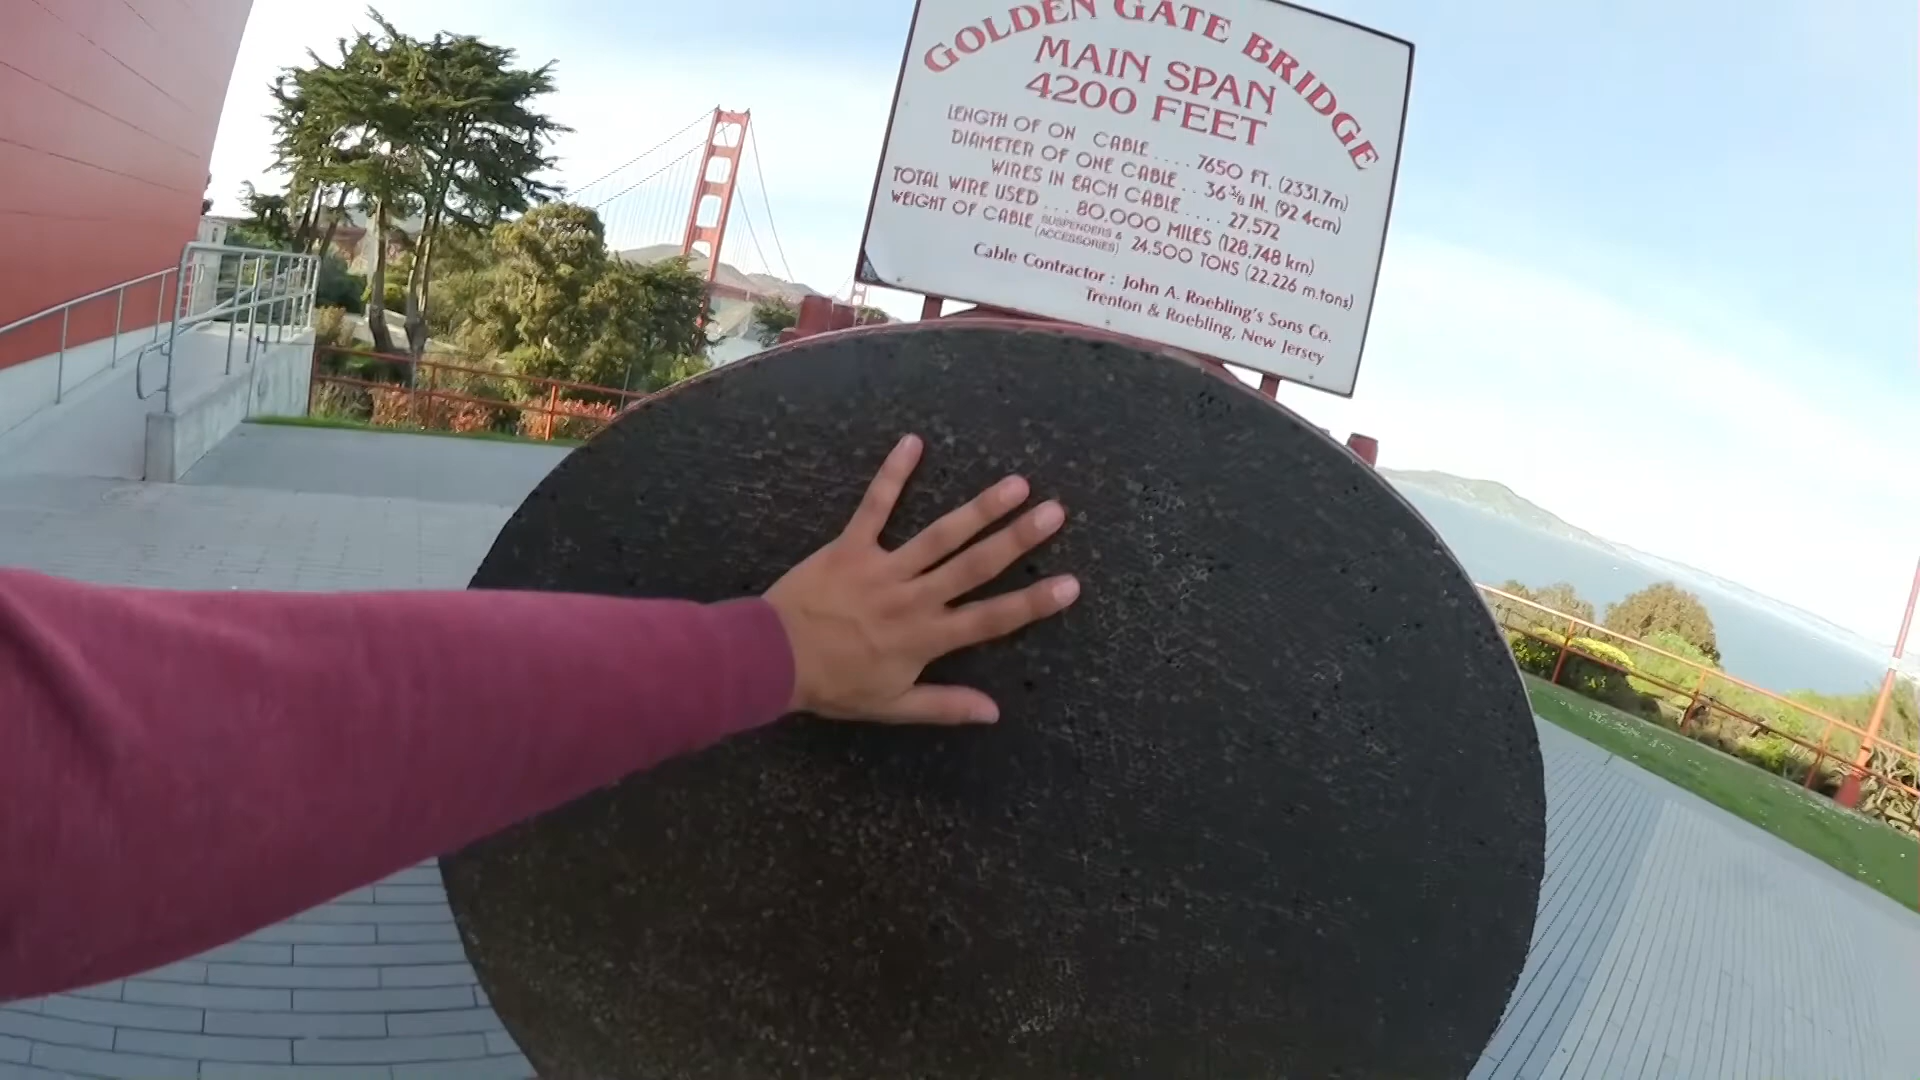 GOLDEN GATE BRIDGE
MAIN SPAN
4200 FEET
LENGTH OF ON CABLE .... 7650 FT. (2331.7m)
DIAMETER OF ONE CABLE .. 36 3/8 IN. (92.4cm)
WIRES IN EACH CABLE .... 27,572
TOTAL WIRE USED ... 80,000 MILES (128,748 km)
WEIGHT OF CABLE SUSPENDERS & (ACCESSORIES) 24,500 TONS (22,226 m.tons)
Cable Contractor : John A. Roebling's Sons Co.
Trenton & Roebling, New Jersey